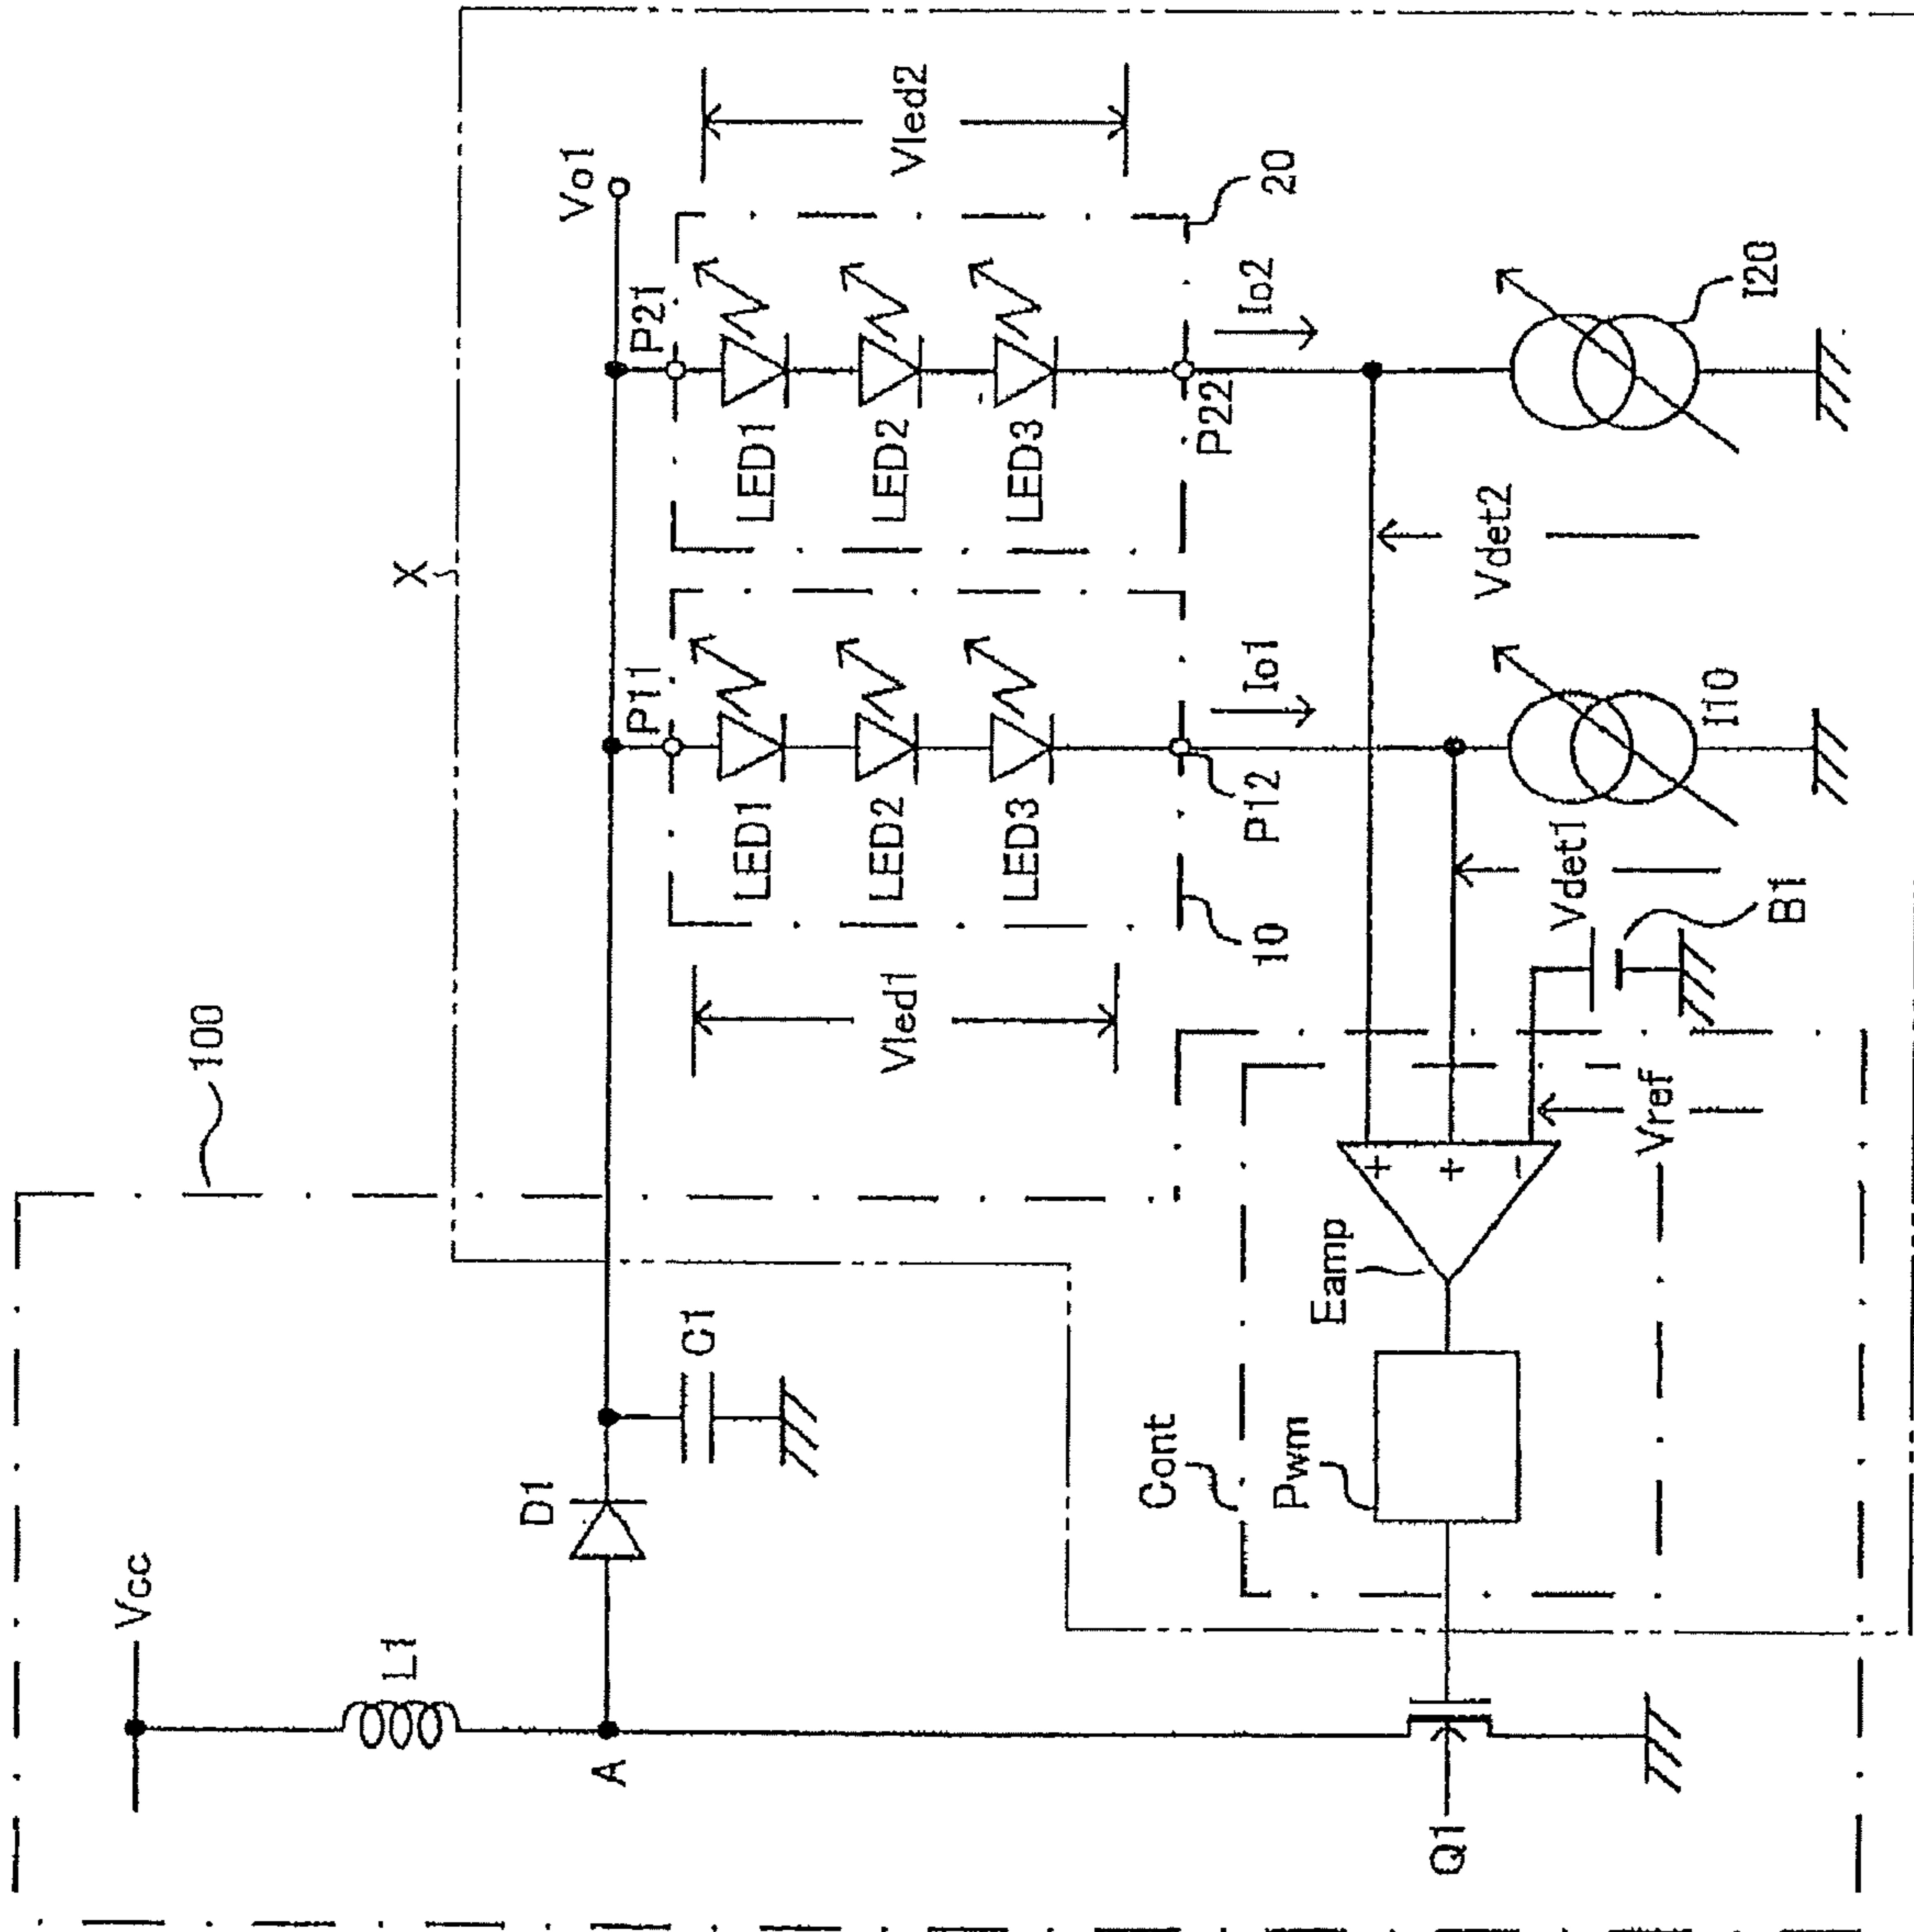 100
X
Vcc
L1
A
D1
C1
Vo1
P11
P21
LED1
LED2
LED3
LED1
LED2
LED3
Vled1
Vled2
10
20
P12
P22
Io1
Io2
Vdet1
Vdet2
I10
I20
B1
Vref
Eamp
+
+
−
Pwm
Cont
Q1